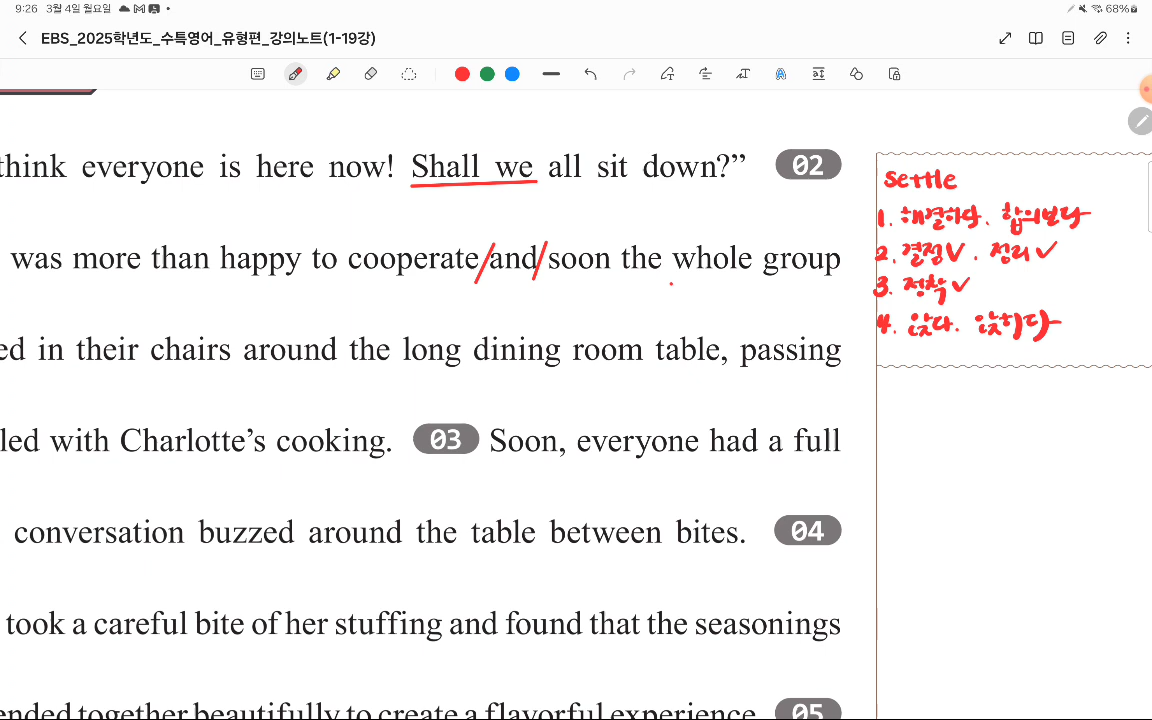 9:26 3월 4일 월요일
68%
EBS_2025학년도_수특영어_유형편_강의노트(1-19강)
think everyone is here now! Shall we all sit down?” 02
was more than happy to cooperate/and/soon the whole group
ed in their chairs around the long dining room table, passing
led with Charlotte’s cooking. 03 Soon, everyone had a full
conversation buzzed around the table between bites. 04
took a careful bite of her stuffing and found that the seasonings
ended together beautifully to create a flavorful experience. 05
settle
1. 해결하다. 합의보다
2. 결정✓. 정리✓
3. 정착✓
4. 앉다. 앉히다